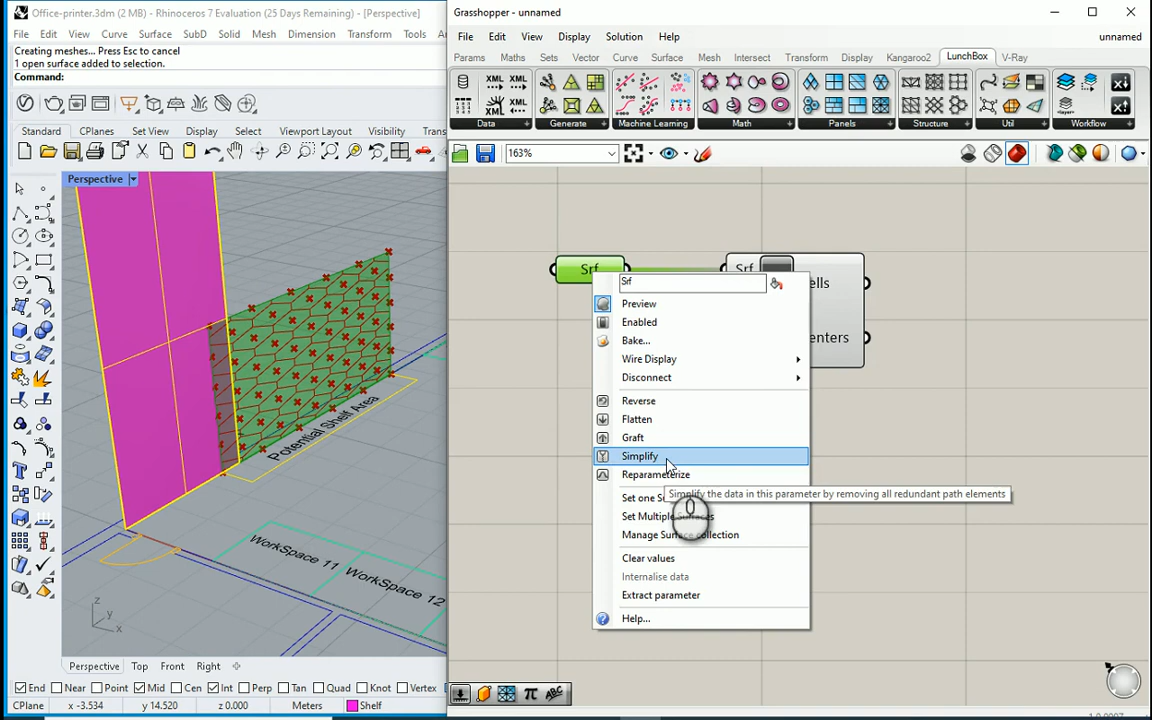 Office-printer.3dm (2 MB) - Rhinoceros 7 Evaluation (25 Days Remaining) - [Perspective]
File Edit View Curve Surface SubD Solid Mesh Dimension Transform Tools
Creating meshes... Press Esc to cancel
1 open surface added to selection.
Command:
Standard CPlanes Set View Display Select Viewport Layout Visibility
Perspective
Potential Shelf Area
WorkSpace 11
WorkSpace 12
z
y
x
Perspective Top Front Right
End Near Point Mid Cen Int Perp Tan Quad Knot Vertex
CPlane x -3.534 y 14.520 z 0.000 Meters Shelf
Grasshopper - unnamed
File Edit View Display Solution Help unnamed
Params Maths Sets Vector Curve Surface Mesh Intersect Transform Display Kangaroo2 LunchBox V-Ray
XML XML
XML
Data Generate Machine Learning Math Panels Structure Util Workflow
163%
Srf
Srf
Srf
Preview
Enabled
Bake...
Wire Display
Disconnect
Reverse
Flatten
Graft
Simplify
Reparameterize
Simplify the data in this parameter by removing all redundant path elements
Set one
Set Multiple
Manage Surface collection
Clear values
Internalise data
Extract parameter
Help...
ABC